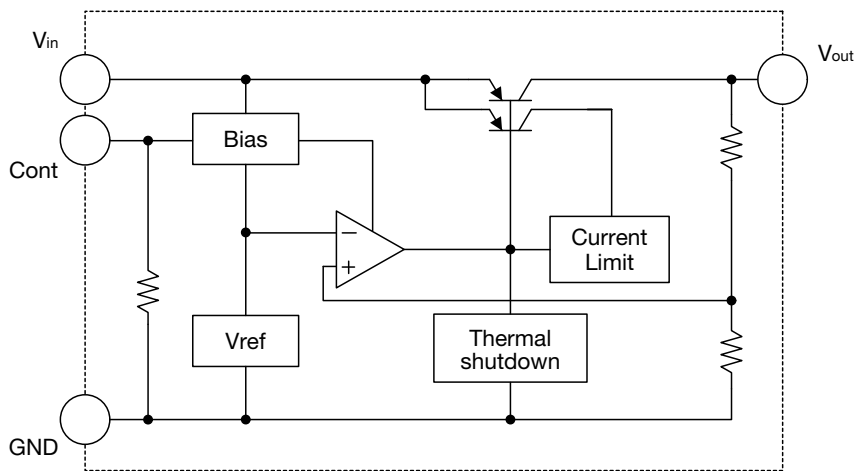 Vin
Vout
Cont
Bias
−
+
Current
Limit
Vref
Thermal
shutdown
GND